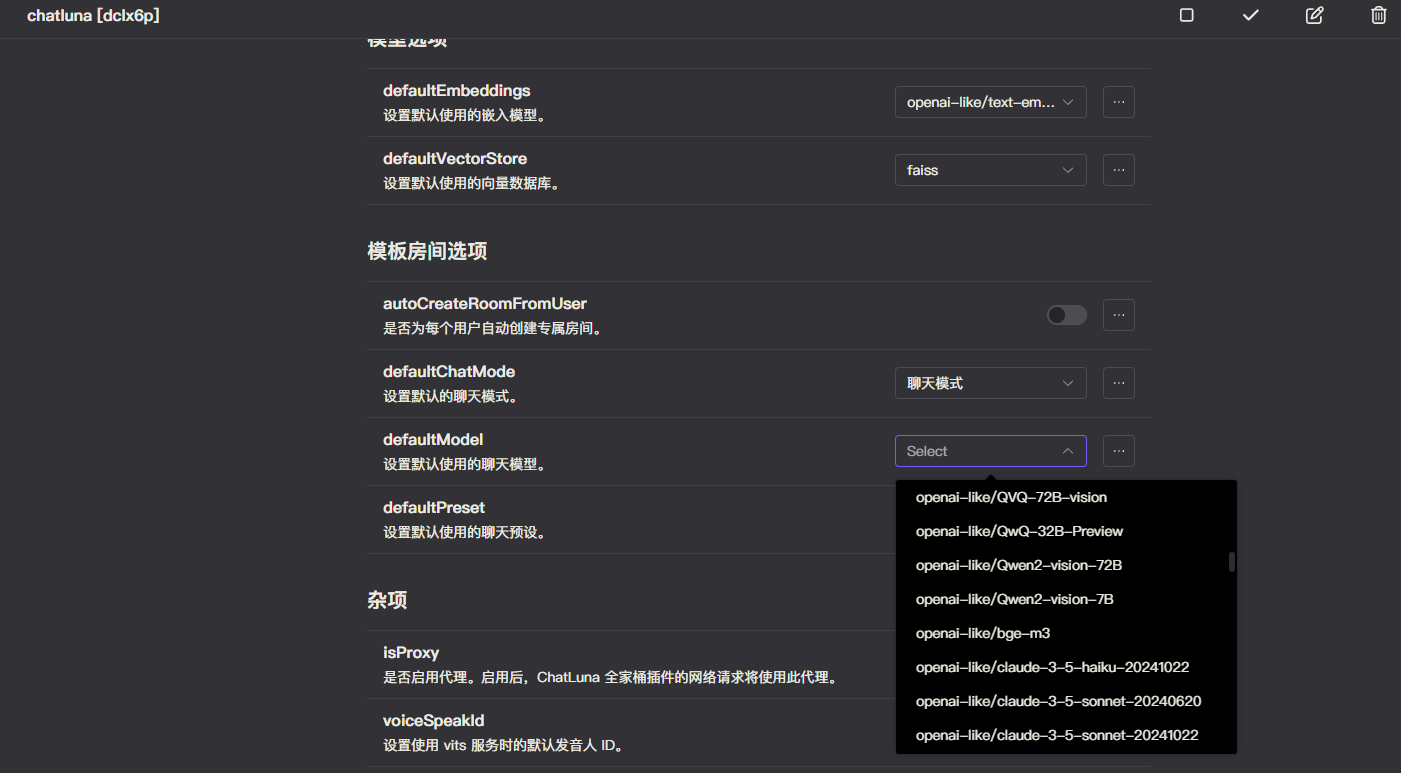 chatluna [dclx6p]
模型选项
defaultEmbeddings
设置默认使用的嵌入模型。
openai-like/text-em...
defaultVectorStore
设置默认使用的向量数据库。
faiss
模板房间选项
autoCreateRoomFromUser
是否为每个用户自动创建专属房间。
defaultChatMode
设置默认的聊天模式。
聊天模式
defaultModel
设置默认使用的聊天模型。
Select
openai-like/QVQ-72B-vision
openai-like/QwQ-32B-Preview
openai-like/Qwen2-vision-72B
openai-like/Qwen2-vision-7B
openai-like/bge-m3
openai-like/claude-3-5-haiku-20241022
openai-like/claude-3-5-sonnet-20240620
openai-like/claude-3-5-sonnet-20241022
defaultPreset
设置默认使用的聊天预设。
杂项
isProxy
是否启用代理。启用后，ChatLuna 全家桶插件的网络请求将使用此代理。
voiceSpeakId
设置使用 vits 服务时的默认发音人 ID。